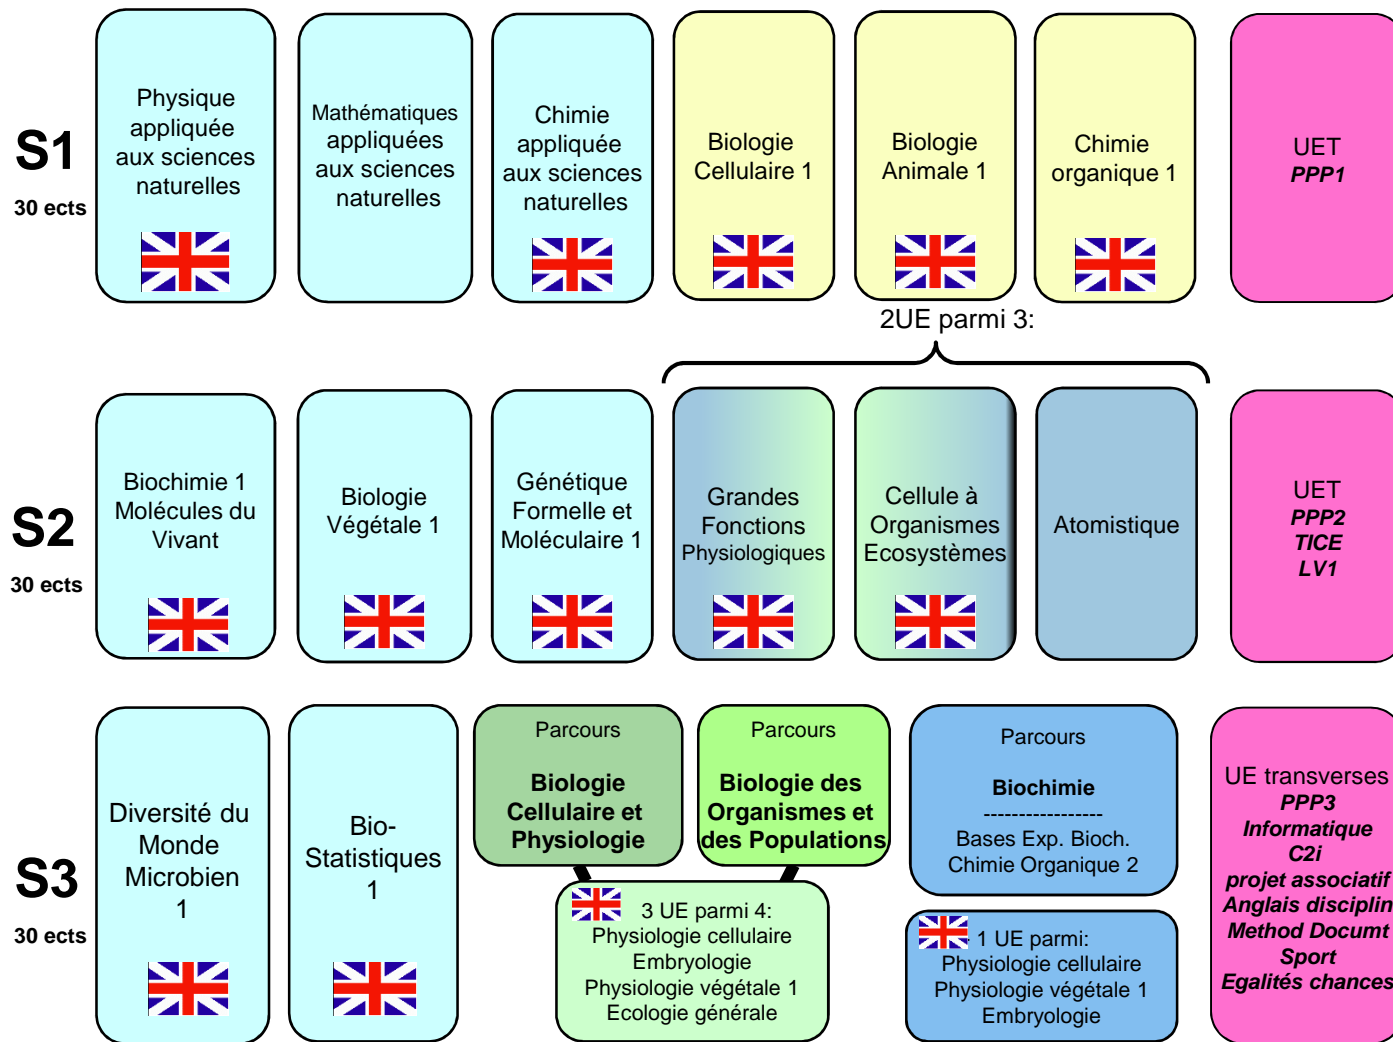 S1
30 ects
Physique
appliquée
aux sciences
naturelles
Mathématiques
appliquées
aux sciences
naturelles
Chimie
appliquée
aux sciences
naturelles
Biologie
Cellulaire 1
Biologie
Animale 1
Chimie
organique 1
UET
PPP1
2UE parmi 3:
S2
30 ects
Biochimie 1
Molécules du
Vivant
Biologie
Végétale 1
Génétique
Formelle et
Moléculaire 1
Grandes
Fonctions
Physiologiques
Cellule à
Organismes
Ecosystèmes
Atomistique
UET
PPP2
TICE
LV1
S3
30 ects
Diversité du
Monde
Microbien
1
Bio-
Statistiques
1
Parcours
Biologie
Cellulaire et
Physiologie
Parcours
Biologie des
Organismes et
des Populations
3 UE parmi 4:
Physiologie cellulaire
Embryologie
Physiologie végétale 1
Ecologie générale
Parcours
Biochimie
-----------------
Bases Exp. Bioch.
Chimie Organique 2
1 UE parmi:
Physiologie cellulaire
Physiologie végétale 1
Embryologie
UE transverses
PPP3
Informatique
C2i
projet associatif
Anglais disciplin
Method Documt
Sport
Egalités chances